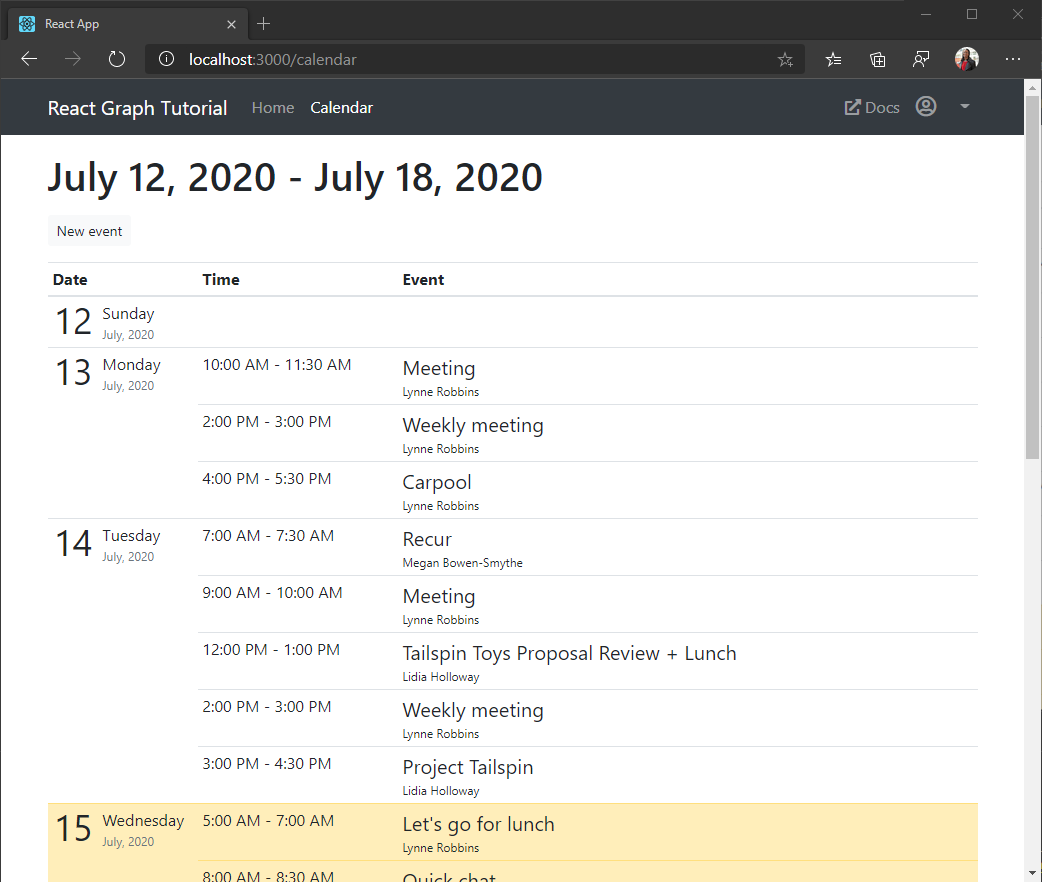 React App
localhost:3000/calendar
React Graph Tutorial Home Calendar Docs
July 12, 2020 - July 18, 2020
New event
Date Time Event
12 Sunday
July, 2020
13 Monday 10:00 AM - 11:30 AM Meeting
July, 2020 Lynne Robbins
2:00 PM - 3:00 PM Weekly meeting
Lynne Robbins
4:00 PM - 5:30 PM Carpool
Lynne Robbins
14 Tuesday 7:00 AM - 7:30 AM Recur
July, 2020 Megan Bowen-Smythe
9:00 AM - 10:00 AM Meeting
Lynne Robbins
12:00 PM - 1:00 PM Tailspin Toys Proposal Review + Lunch
Lidia Holloway
2:00 PM - 3:00 PM Weekly meeting
Lynne Robbins
3:00 PM - 4:30 PM Project Tailspin
Lidia Holloway
15 Wednesday 5:00 AM - 7:00 AM Let's go for lunch
July, 2020 Lynne Robbins
8:00 AM - 8:30 AM Quick chat